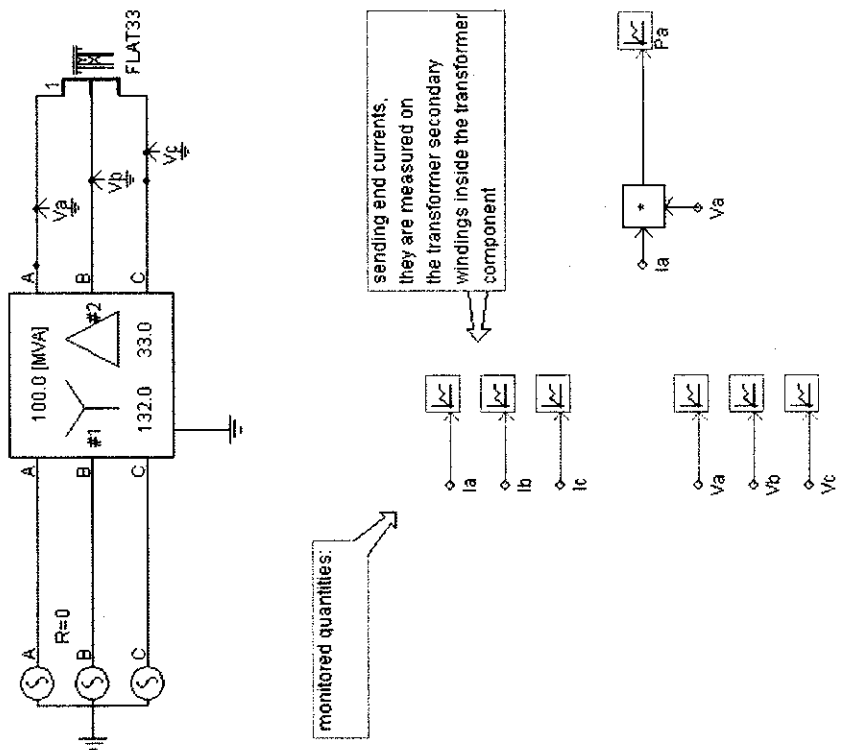 A
B
C
R=0
A
B
C
100.0 [MVA]
#1
#2
132.0
33.0
A
B
C
Va
Vb
Vc
1
FLAT33
monitored quantities:
sending end currents,
they are measured on
the transformer secondary
windings inside the transformer
component
Ia
Ib
Ic
Va
Vb
Vc
Ia
*
Va
Pa